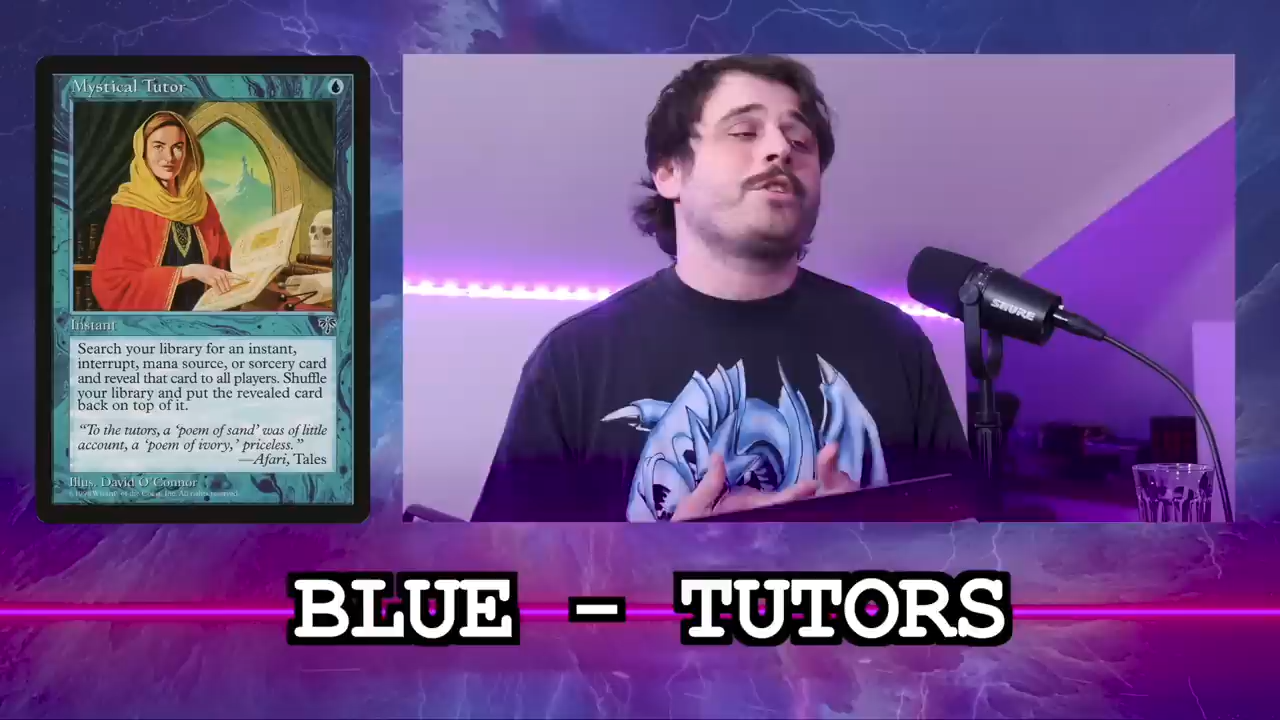 Mystical Tutor
Instant
Search your library for an instant,
interrupt, mana source, or sorcery card
and reveal that card to all players. Shuffle
your library and put the revealed card
back on top of it.
"To the tutors, a 'poem of sand' was of little
account, a 'poem of ivory,' priceless."
—Afari, Tales
Illus. David O'Connor
SHURE
BLUE - TUTORS